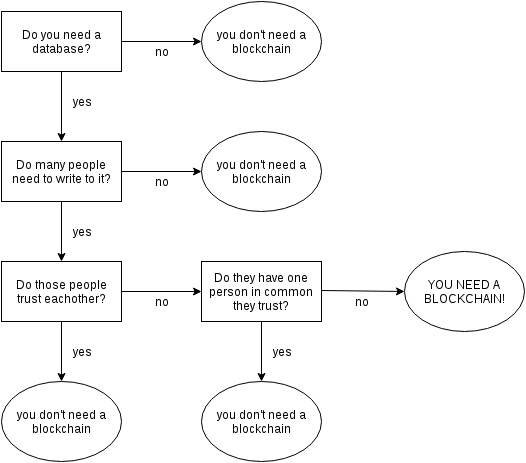 Do you need a
database?
no
you don't need a
blockchain
yes
Do many people
need to write to it?
no
you don't need a
blockchain
yes
Do those people
trust eachother?
no
Do they have one
person in common
they trust?
no
YOU NEED A
BLOCKCHAIN!
yes
yes
you don't need a
blockchain
you don't need a
blockchain